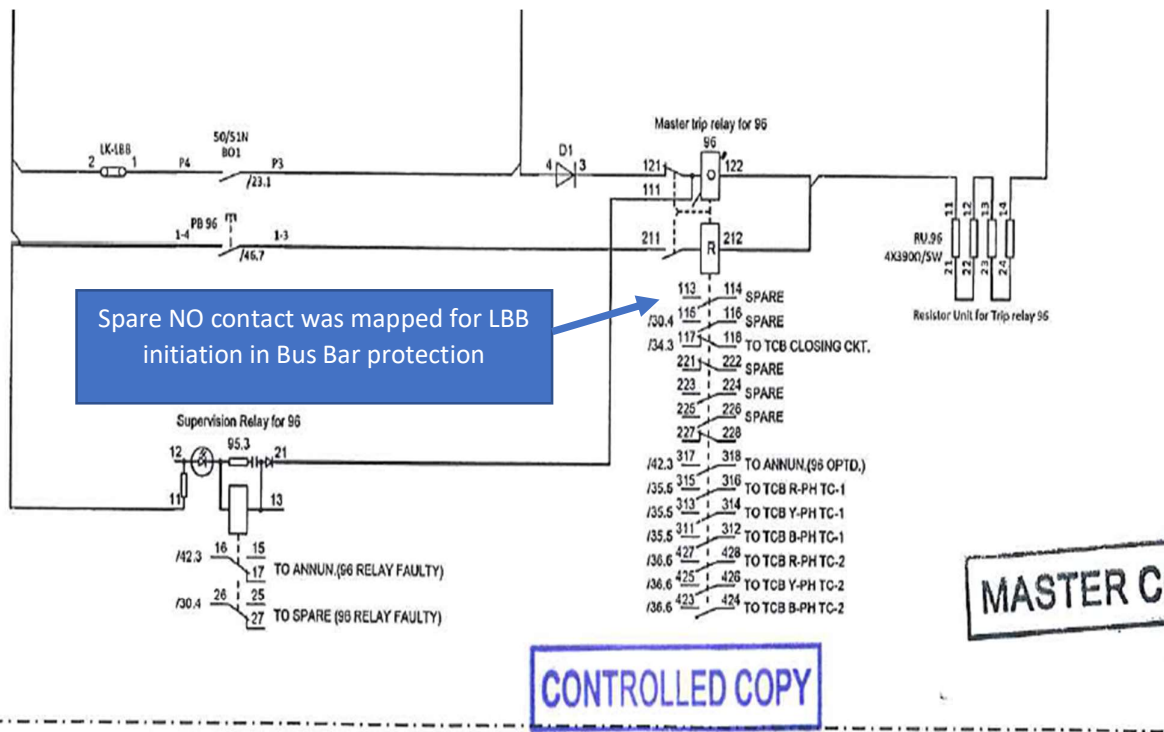 Master trip relay for 96
50/51N
BO1
LK-LBB
2 1 P4 P3
/23.1
D1
4 3
121 96 O 122
111
PB 96
1-4 1-3
/46.7
211 R 212
11 12 13 14
RU.96
4X390Ω/5W
21 22 23 24
Resistor Unit for Trip relay 96
Spare NO contact was mapped for LBB
initiation in Bus Bar protection
113 114 SPARE
/30.4 115 116 SPARE
/34.3 117 118 TO TCB CLOSING CKT.
221 222 SPARE
223 224 SPARE
225 226 SPARE
227 228
/42.3 317 318 TO ANNUN.(96 OPTD.)
/35.5 315 316 TO TCB R-PH TC-1
/35.5 313 314 TO TCB Y-PH TC-1
/35.5 311 312 TO TCB B-PH TC-1
/36.6 427 428 TO TCB R-PH TC-2
/36.6 425 426 TO TCB Y-PH TC-2
/36.6 423 424 TO TCB B-PH TC-2
Supervision Relay for 96
12 95.3 21
11 13
/42.3 16 15
17 TO ANNUN.(96 RELAY FAULTY)
/30.4 26 25
27 TO SPARE (96 RELAY FAULTY)
MASTER C
CONTROLLED COPY